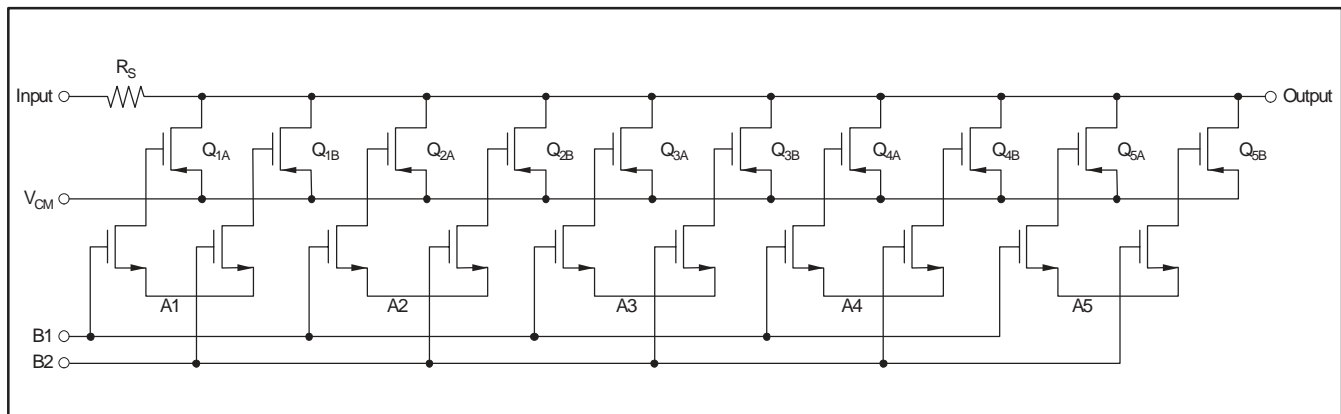 R_S
Input
Output
Q_1A Q_1B Q_2A Q_2B Q_3A Q_3B Q_4A Q_4B Q_5A Q_5B
V_CM
A1 A2 A3 A4 A5
B1
B2